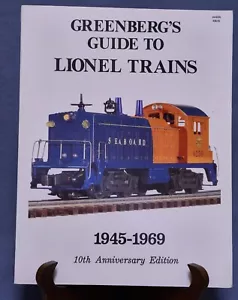 GREENBERG'S
GUIDE TO
LIONEL TRAINS
SEABOARD
1945-1969
10th Anniversary Edition